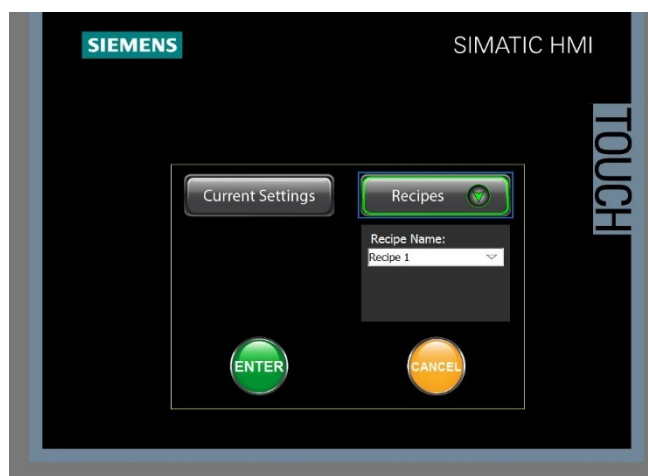 SIEMENS
SIMATIC HMI
TOUCH
Current Settings
Recipes
Recipe Name:
Recipe 1
ENTER
CANCEL